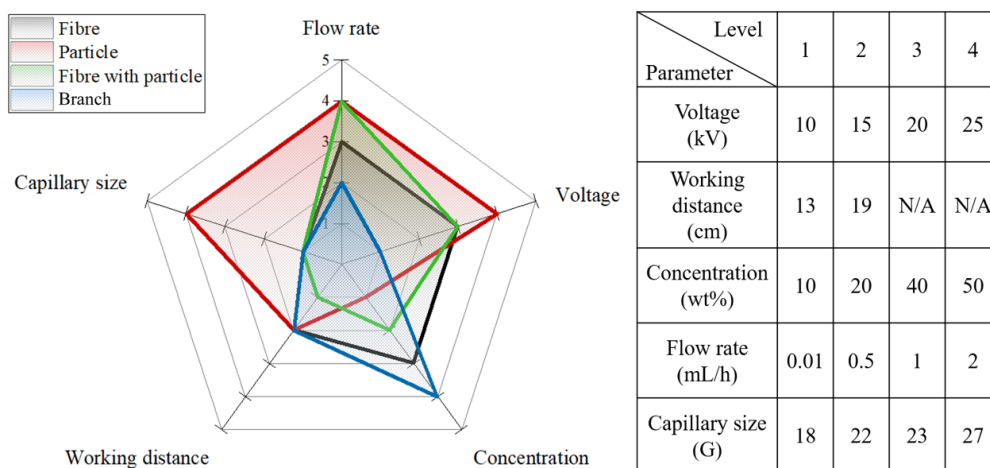 Fibre
Particle
Fibre with particle
Branch
Flow rate
5
4
3
2
1
Capillary size
Voltage
Working distance
Concentration
Level
Parameter
1 2 3 4
Voltage
(kV)
10 15 20 25
Working
distance
(cm)
13 19 N/A N/A
Concentration
(wt%)
10 20 40 50
Flow rate
(mL/h)
0.01 0.5 1 2
Capillary size
(G)
18 22 23 27